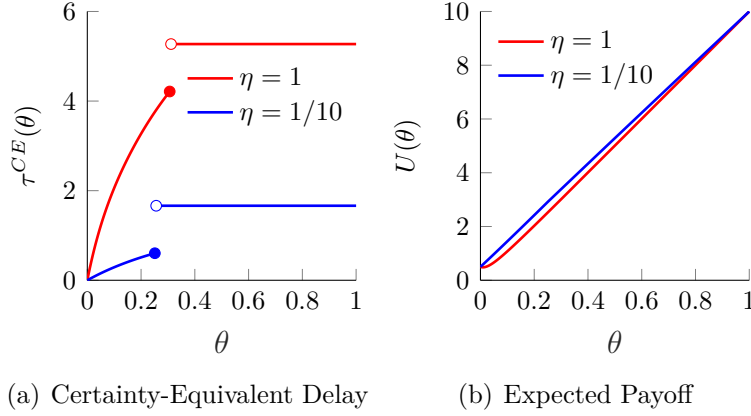 6
4
2
0
τ^{CE}(θ)
η = 1
η = 1/10
0 0.2 0.4 0.6 0.8 1
θ
(a) Certainty-Equivalent Delay
10
8
6
4
2
0
U(θ)
η = 1
η = 1/10
0 0.2 0.4 0.6 0.8 1
θ
(b) Expected Payoff